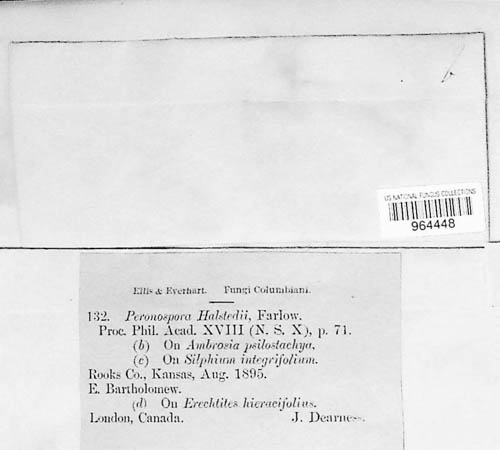 b
US NATIONAL FUNGUS COLLECTIONS
964448
Ellis & Everhart. Fungi Columbiani.
132. Peronospora Halstedii, Farlow.
Proc. Phil. Acad. XVIII (N. S. X), p. 71.
(b) On Ambrosia psilostachya.
(c) On Silphium integrifolium.
Rooks Co., Kansas, Aug. 1895.
E. Bartholomew.
(d) On Erechtites hieracifolius.
London, Canada. J. Dearness.